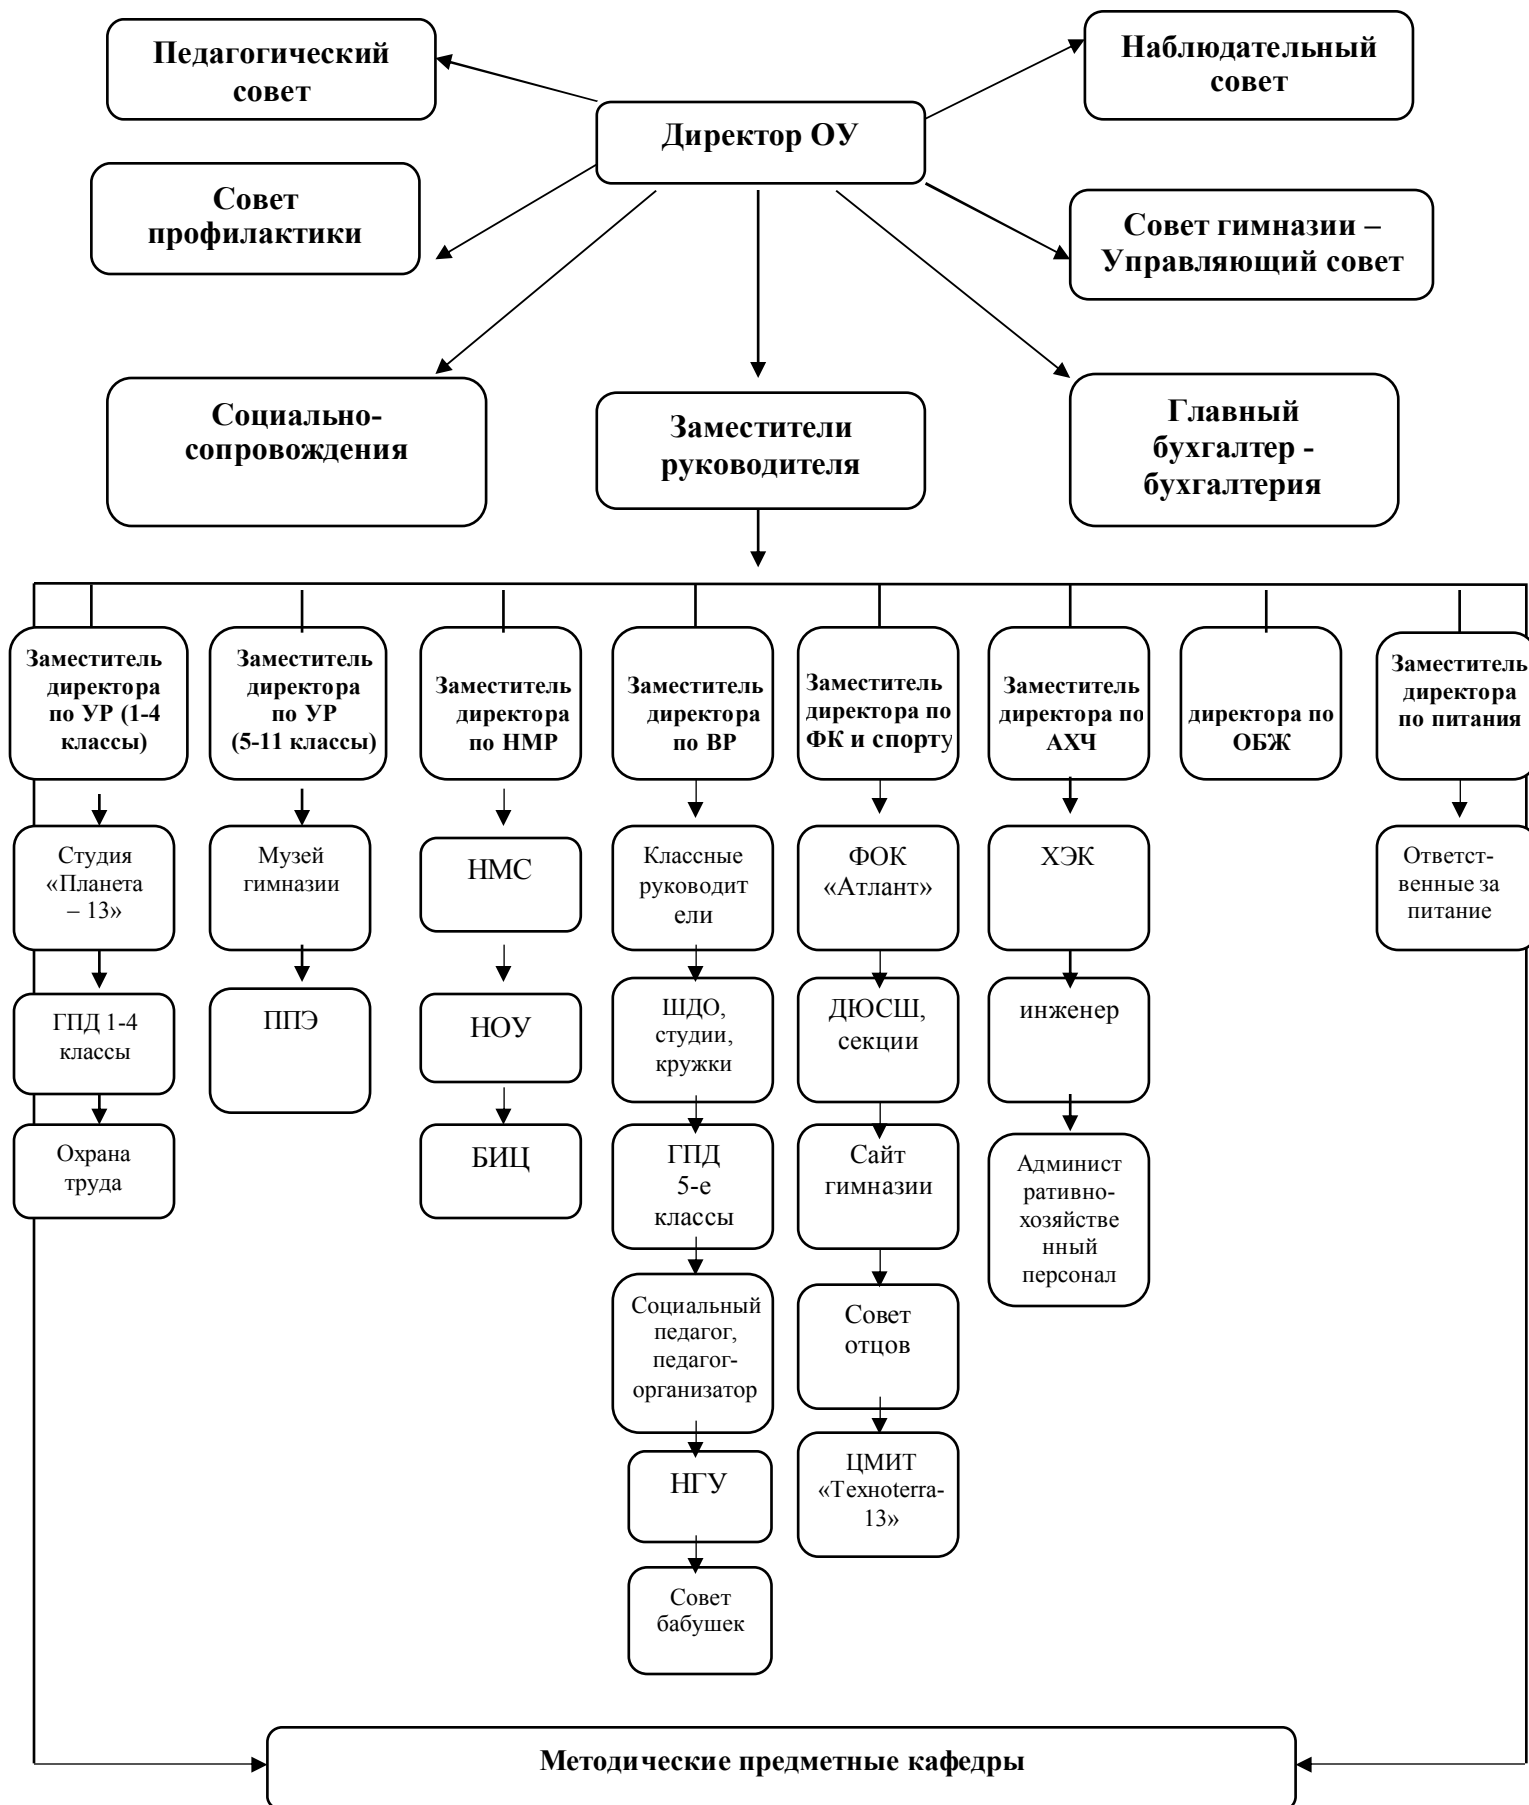 Педагогический
совет
Наблюдательный
совет
Директор ОУ
Совет
профилактики
Совет гимназии –
Управляющий совет
Социально-
сопровождения
Заместители
руководителя
Главный
бухгалтер -
бухгалтерия
Заместитель
директора
по УР (1-4
классы)
Заместитель
директора
по УР
(5-11 классы)
Заместитель
директора
по НМР
Заместитель
директора
по ВР
Заместитель
директора по
ФК и спорту
Заместитель
директора по
АХЧ
директора по
ОБЖ
Заместитель
директора
по питания
Студия
«Планета
– 13»
Музей
гимназии
НМС
Классные
руководит
ели
ФОК
«Атлант»
ХЭК
Ответст-
венные за
питание
ГПД 1-4
классы
ППЭ
НОУ
ШДО,
студии,
кружки
ДЮСШ,
секции
инженер
Охрана
труда
БИЦ
ГПД
5-е
классы
Сайт
гимназии
Админист
ративно-
хозяйстве
нный
персонал
Социальный
педагог,
педагог-
организатор
Совет
отцов
НГУ
ЦМИТ
«Техноterra-
13»
Совет
бабушек
Методические предметные кафедры